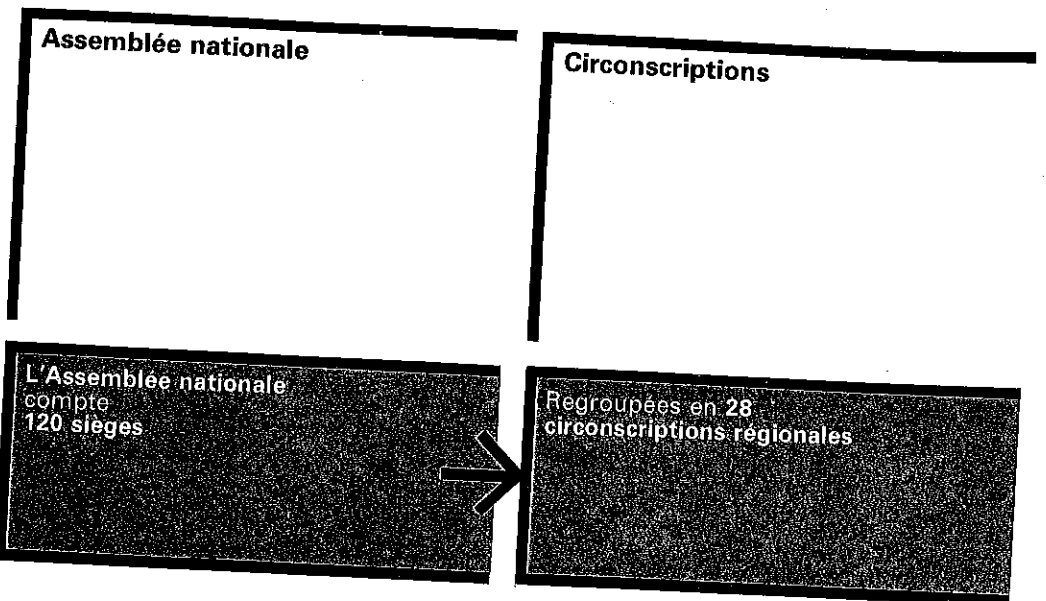 Assemblée nationale
Circonscriptions
L'Assemblée nationale
compte
120 sièges
Regroupées en 28
circonscriptions régionales